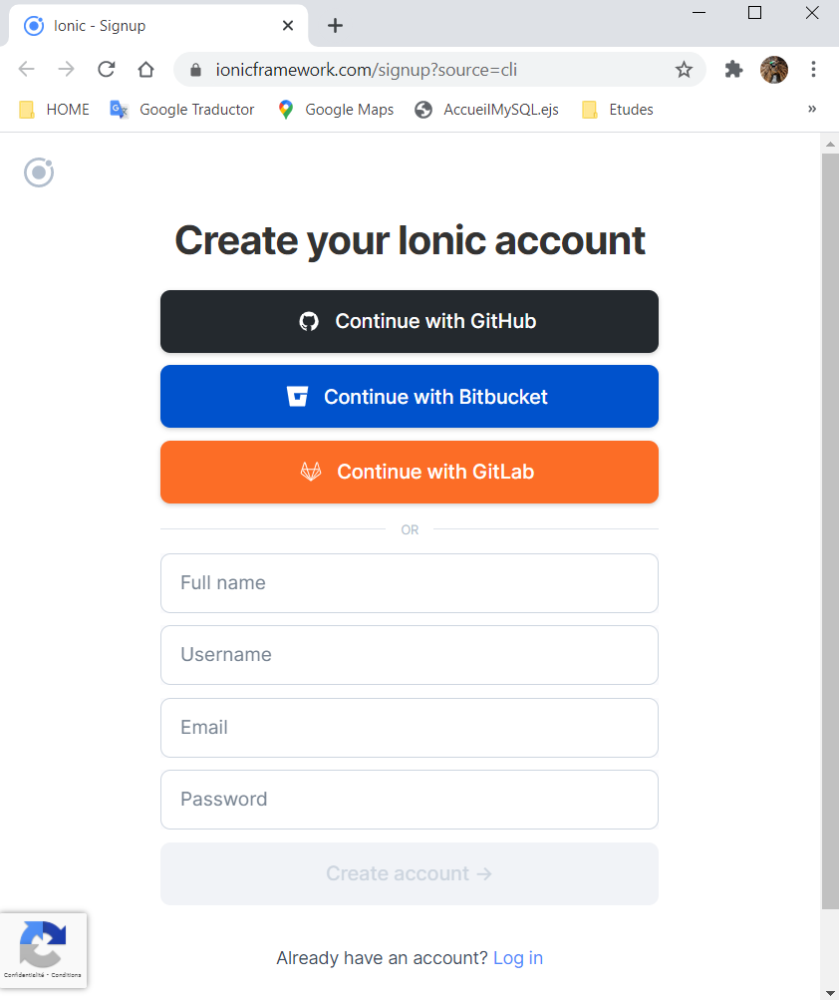 Ionic - Signup
ionicframework.com/signup?source=cli
HOME Google Traductor Google Maps AccueilMySQL.ejs Etudes »
Create your Ionic account
Continue with GitHub
Continue with Bitbucket
Continue with GitLab
OR
Full name
Username
Email
Password
Create account →
Confidentialité - Conditions
Already have an account? Log in